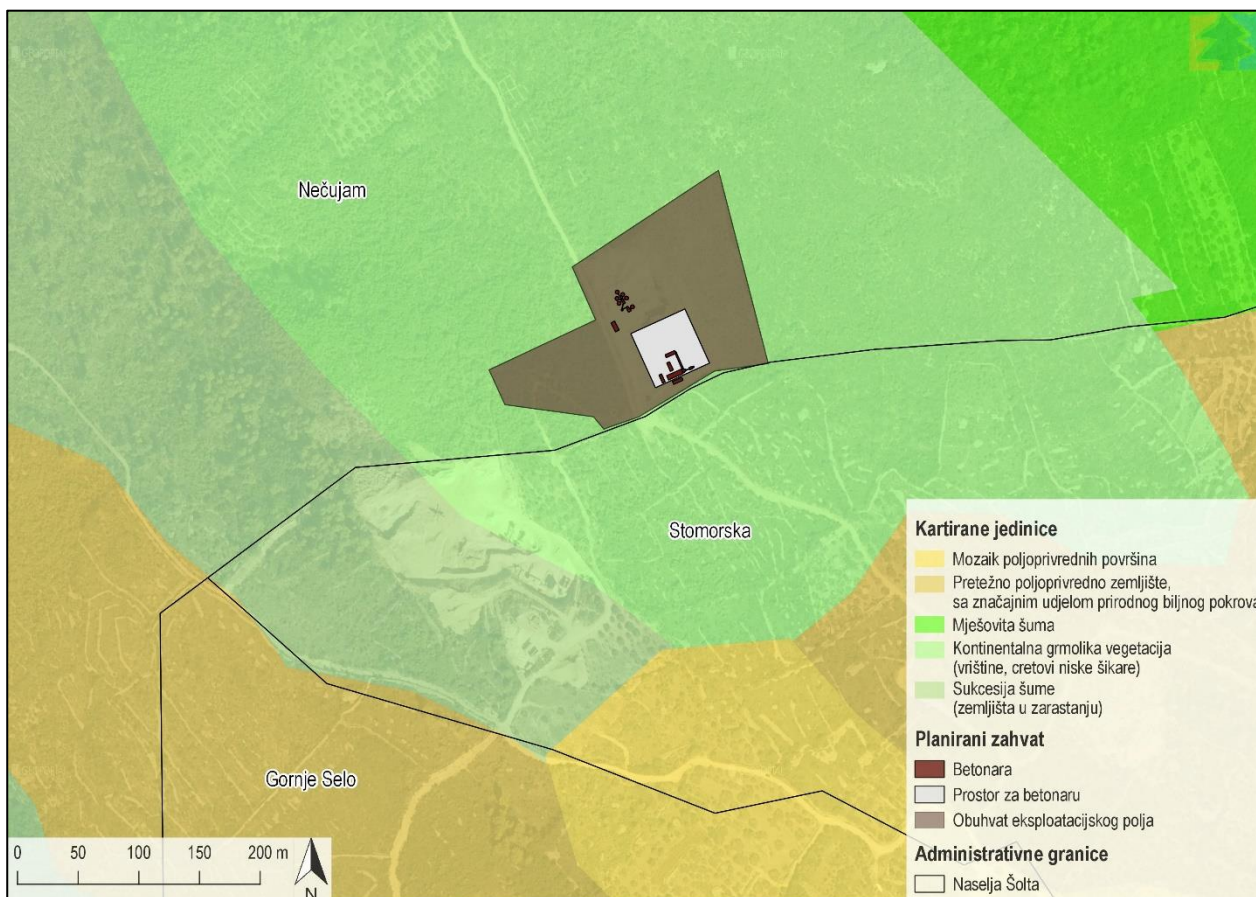 Nečujam
Stomorska
Gornje Selo
0 50 100 150 200 m
N
Kartirane jedinice
Mozaik poljoprivrednih površina
Pretežno poljoprivredno zemljište,
sa značajnim udjelom prirodnog biljnog pokrova
Mješovita šuma
Kontinentalna grmolika vegetacija
(vrištine, cretovi niske šikare)
Sukcesija šume
(zemljišta u zarastanju)
Planirani zahvat
Betonara
Prostor za betonaru
Obuhvat eksploatacijskog polja
Administrativne granice
Naselja Šolta